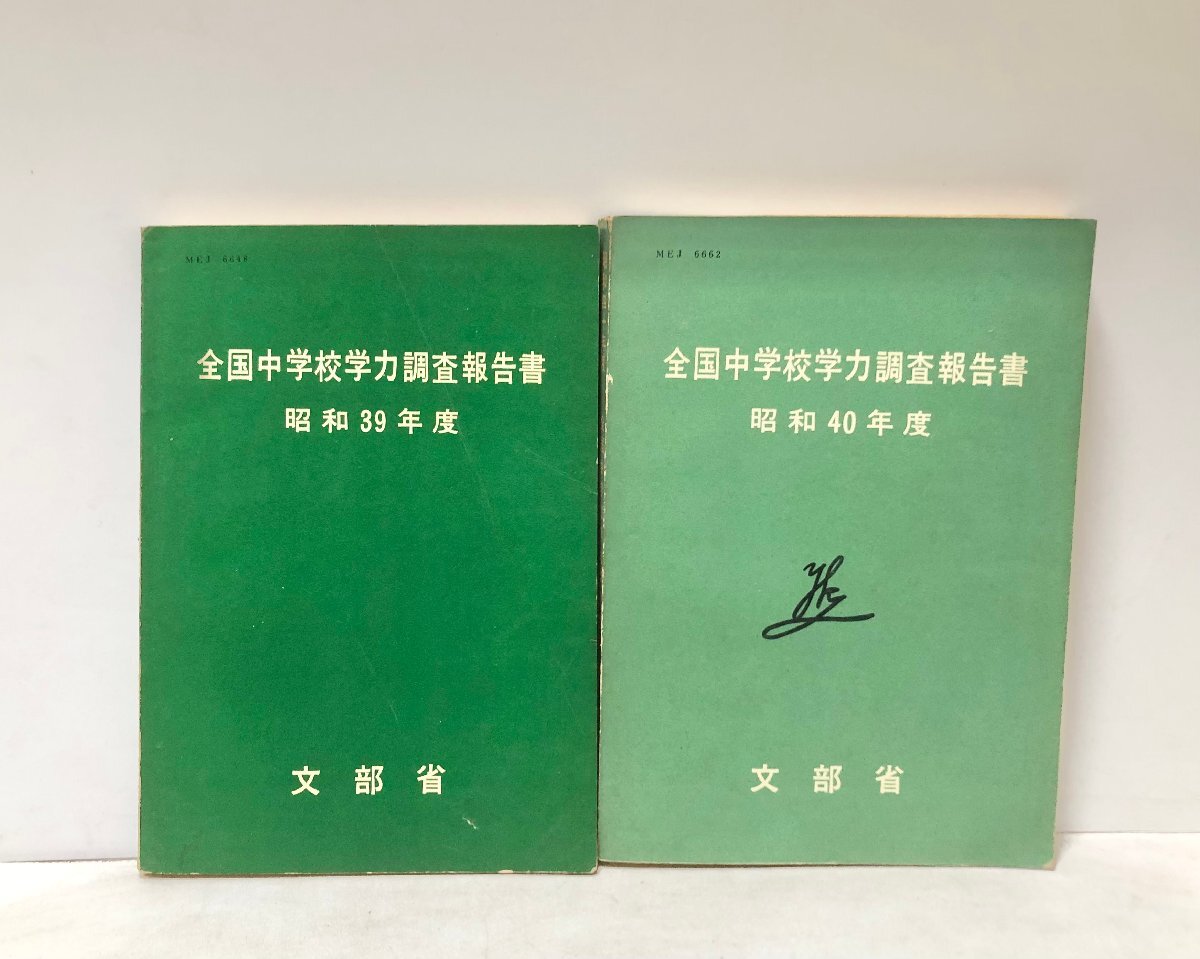 MEJ 6648
全国中学校学力調査報告書
昭和39年度
文部省
MEJ 6662
全国中学校学力調査報告書
昭和40年度
文部省